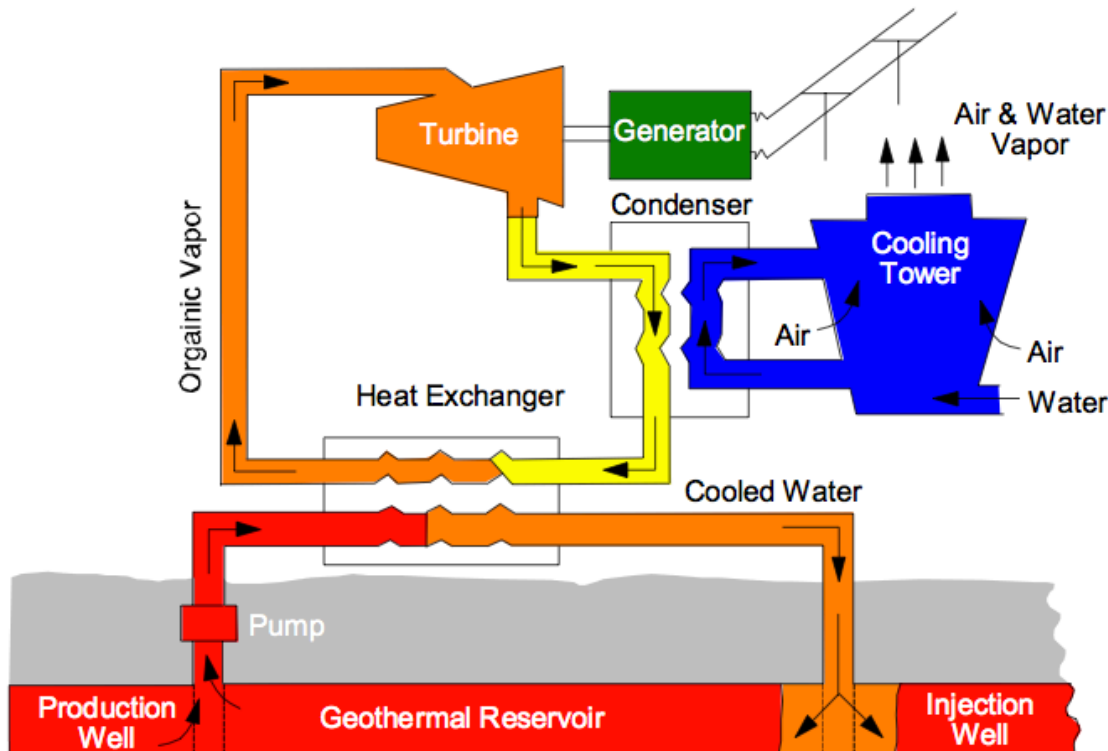 Turbine
Generator
Air & Water
Vapor
Condenser
Cooling
Tower
Orgainic Vapor
Air
Air
Heat Exchanger
Water
Cooled Water
Pump
Production
Well
Geothermal Reservoir
Injection
Well